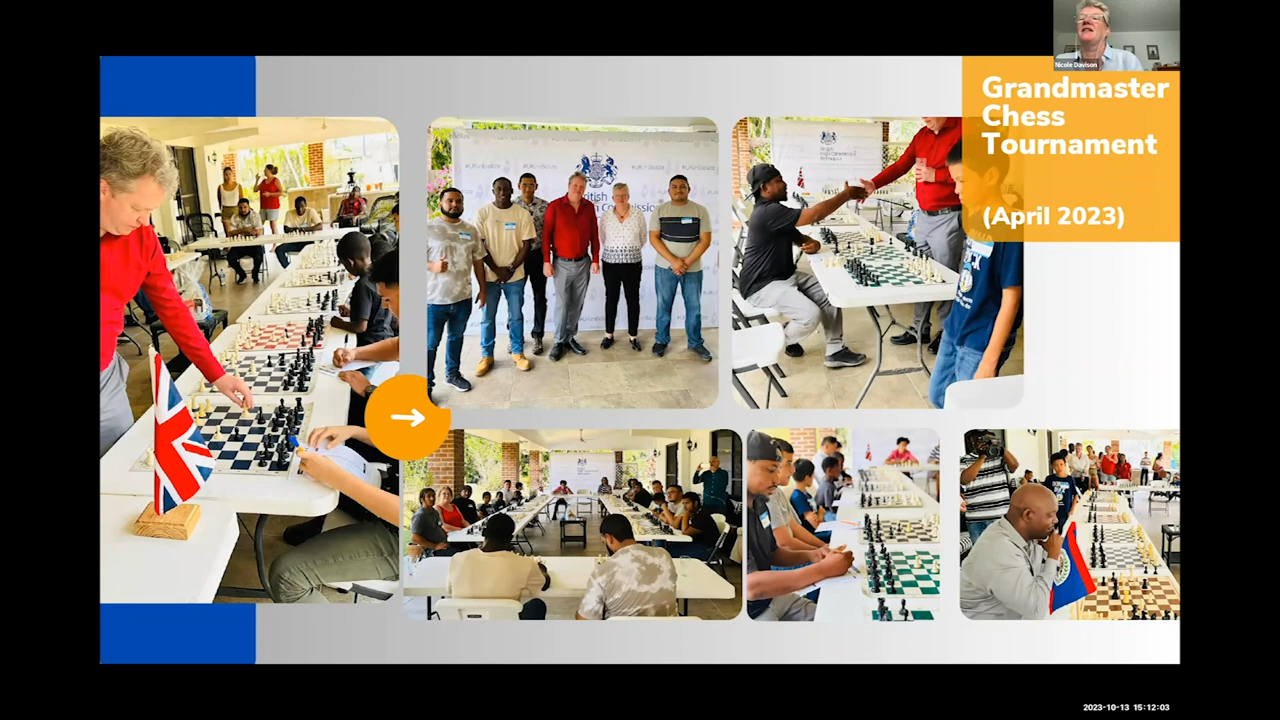 Nicole Davison
Grandmaster
Chess
Tournament
(April 2023)
2023-10-13 15:12:03